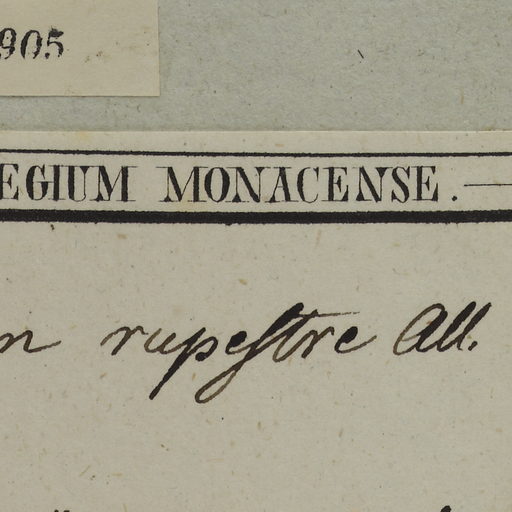 905
EGIUM MONACENSE.—
n rupestre All.